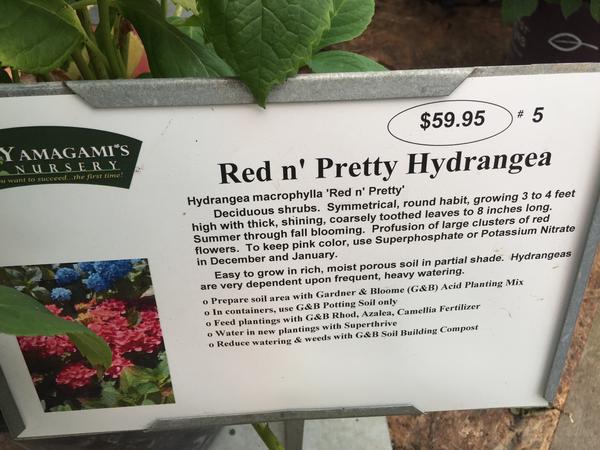 $59.95 # 5
YAMAGAMI'S
NURSERY
ou want to succeed...the first time!
Red n' Pretty Hydrangea
Hydrangea macrophylla 'Red n' Pretty'
Deciduous shrubs. Symmetrical, round habit, growing 3 to 4 feet
high with thick, shining, coarsely toothed leaves to 8 inches long.
Summer through fall blooming. Profusion of large clusters of red
flowers. To keep pink color, use Superphosphate or Potassium Nitrate
in December and January.
Easy to grow in rich, moist porous soil in partial shade. Hydrangeas
are very dependent upon frequent, heavy watering.
o Prepare soil area with Gardner & Bloome (G&B) Acid Planting Mix
o In containers, use G&B Potting Soil only
o Feed plantings with G&B Rhod, Azalea, Camellia Fertilizer
o Water in new plantings with Superthrive
o Reduce watering & weeds with G&B Soil Building Compost